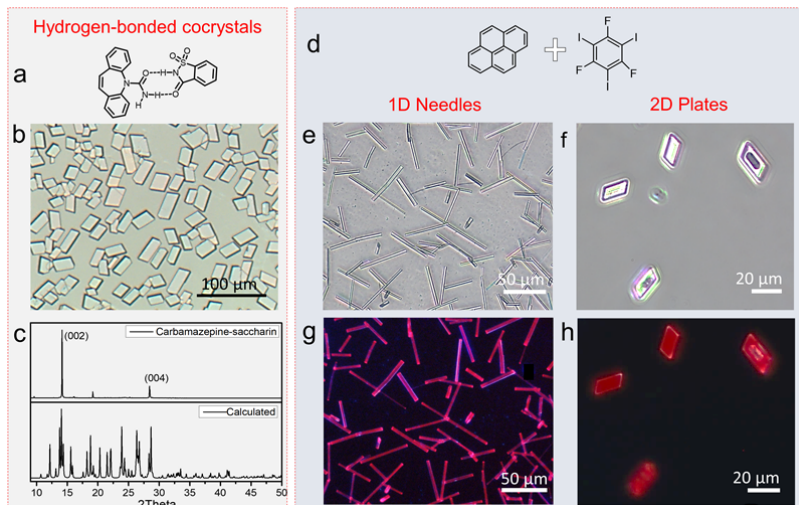 Hydrogen-bonded cocrystals
a
O
H
N
S
O
O
N
N
H
H
O
b
100 μm
c
Carbamazepine-saccharin
(002)
(004)
Calculated
10 15 20 25 30 35 40 45 50
2Theta
d
F
I
I
F
F
I
1D Needles
2D Plates
e
50 μm
f
20 μm
g
50 μm
h
20 μm